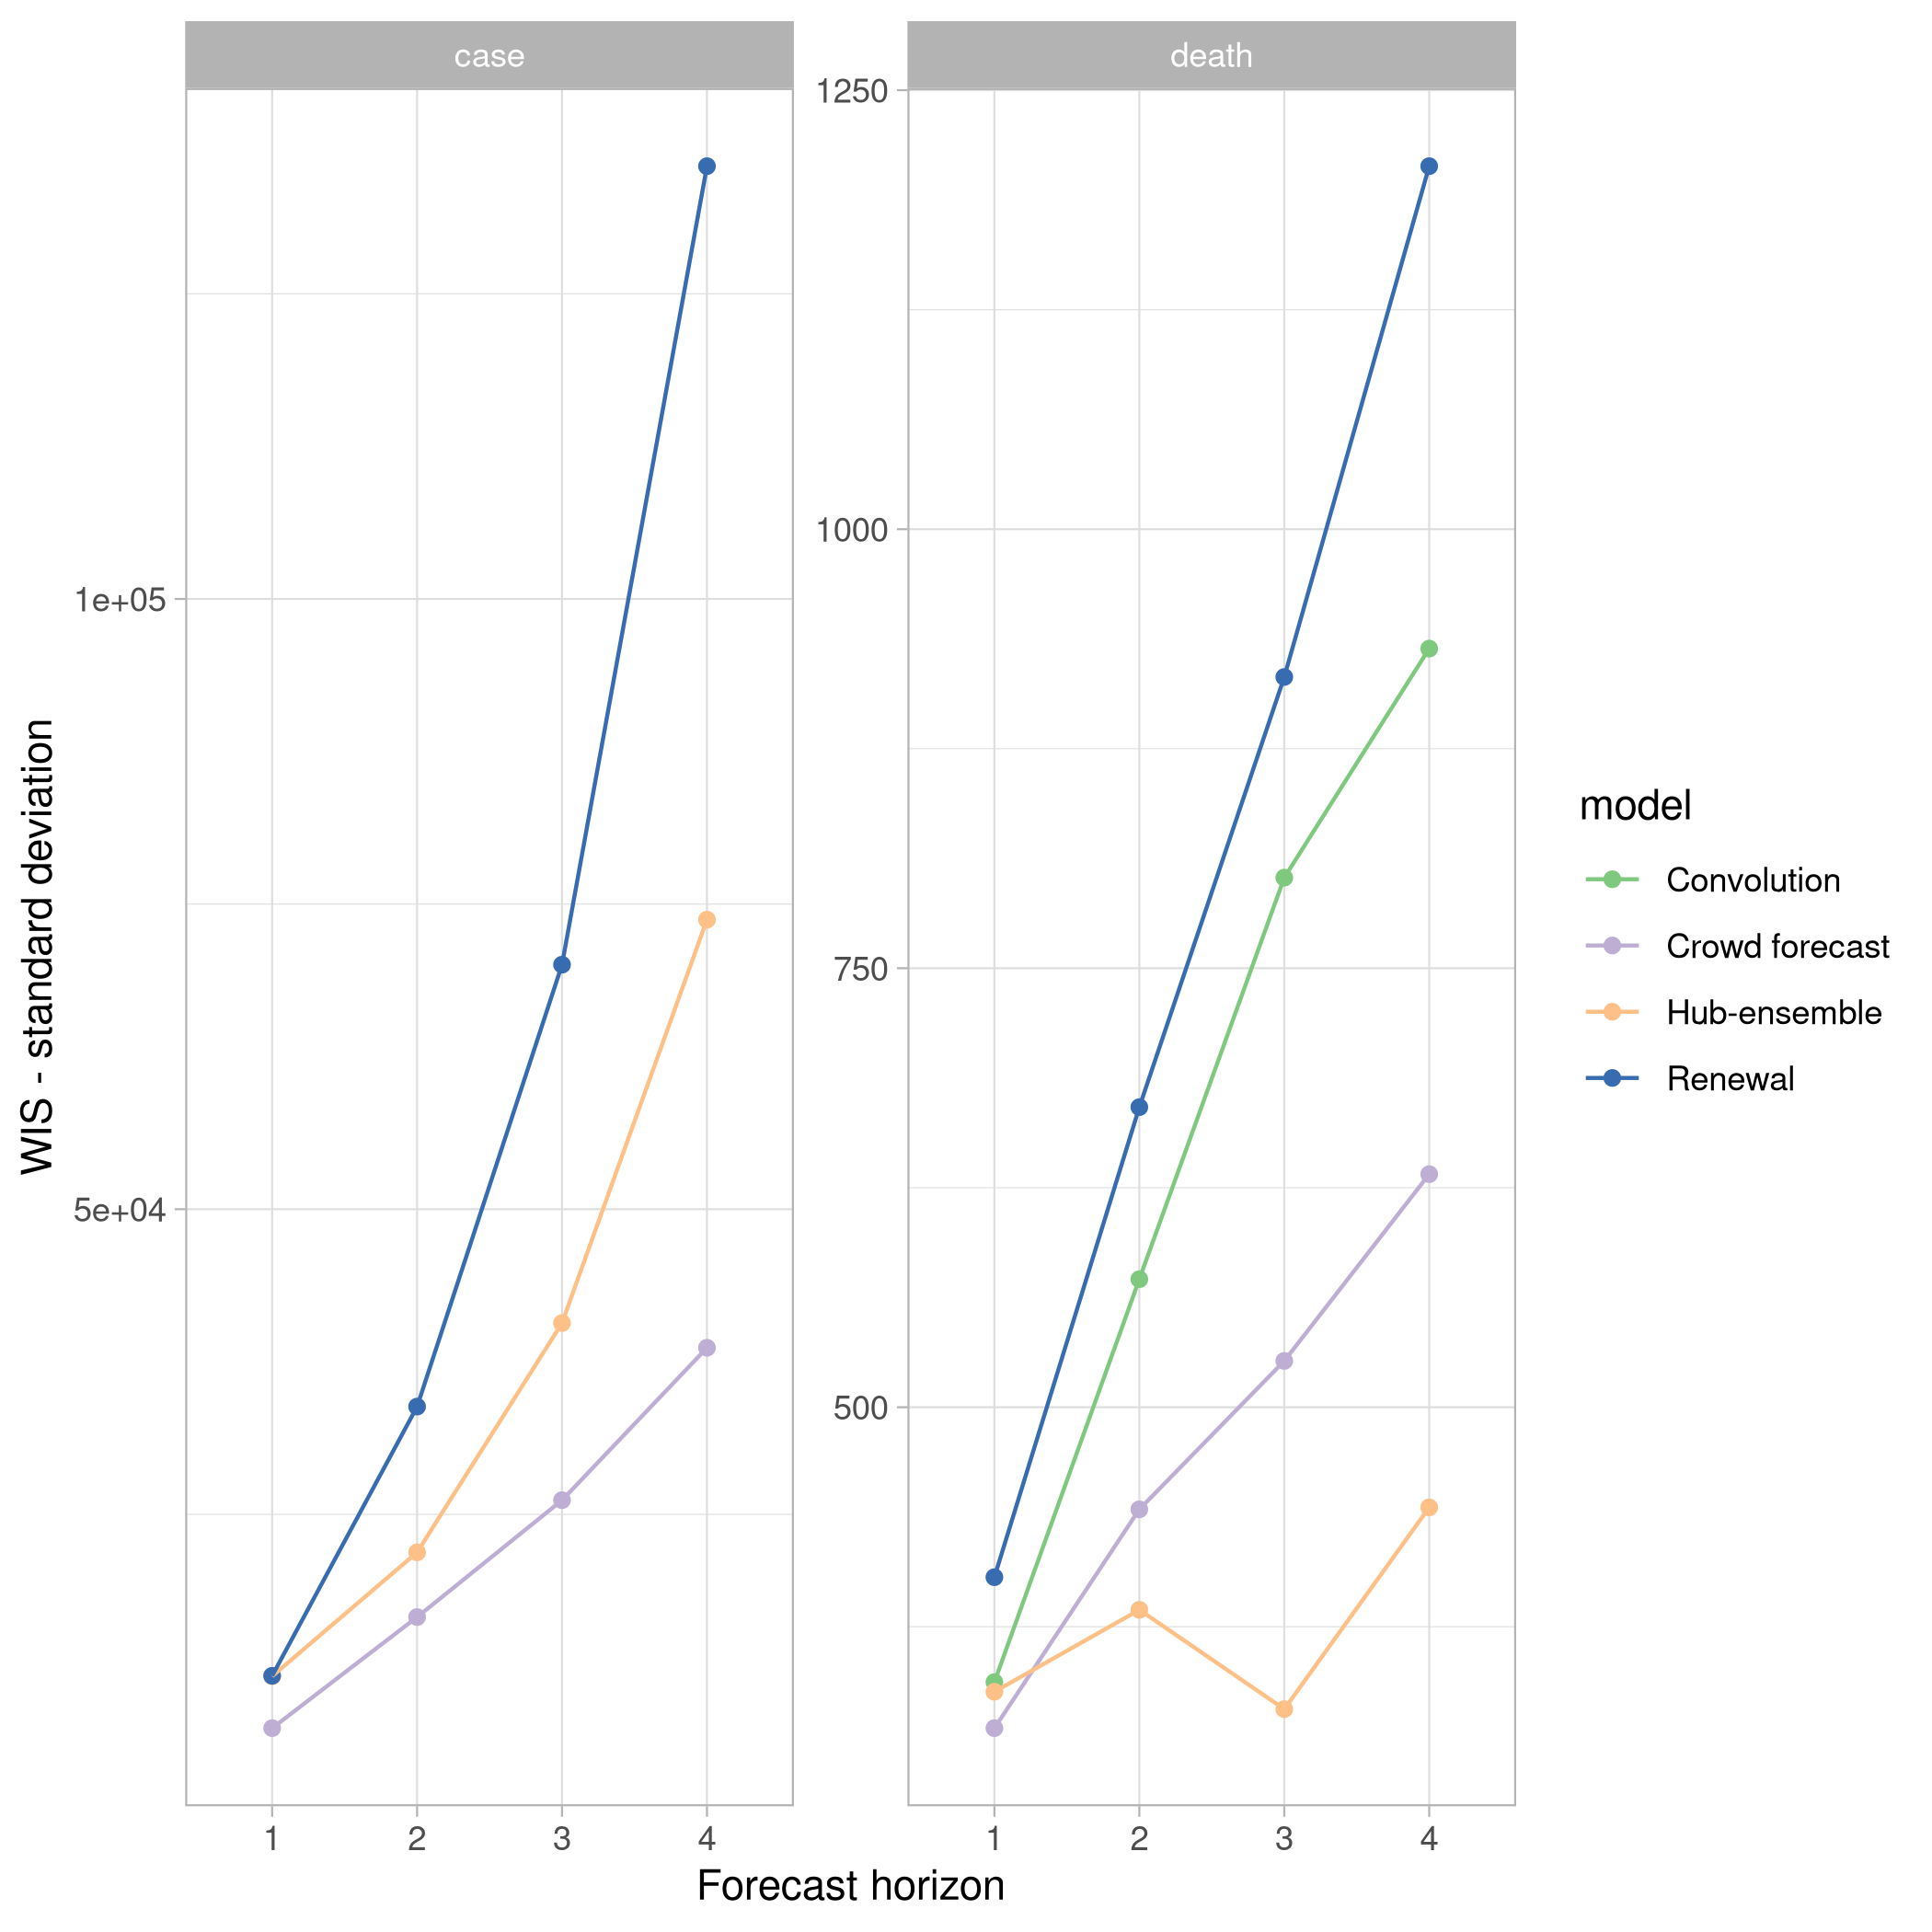 case
death
WIS - standard deviation
1e+05
5e+04
1250
1000
750
500
1 2 3 4
1 2 3 4
Forecast horizon
model
Convolution
Crowd forecast
Hub-ensemble
Renewal